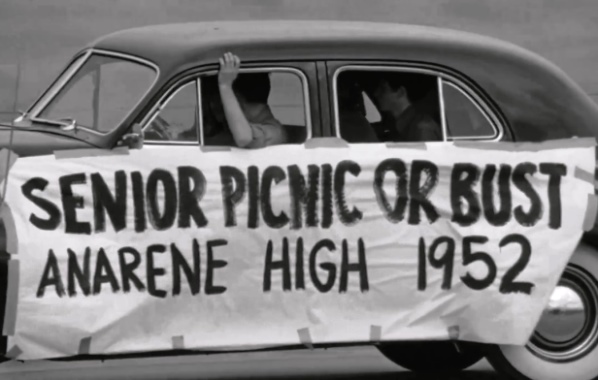 SENIOR PICNIC OR BUST
ANARENE HIGH 1952